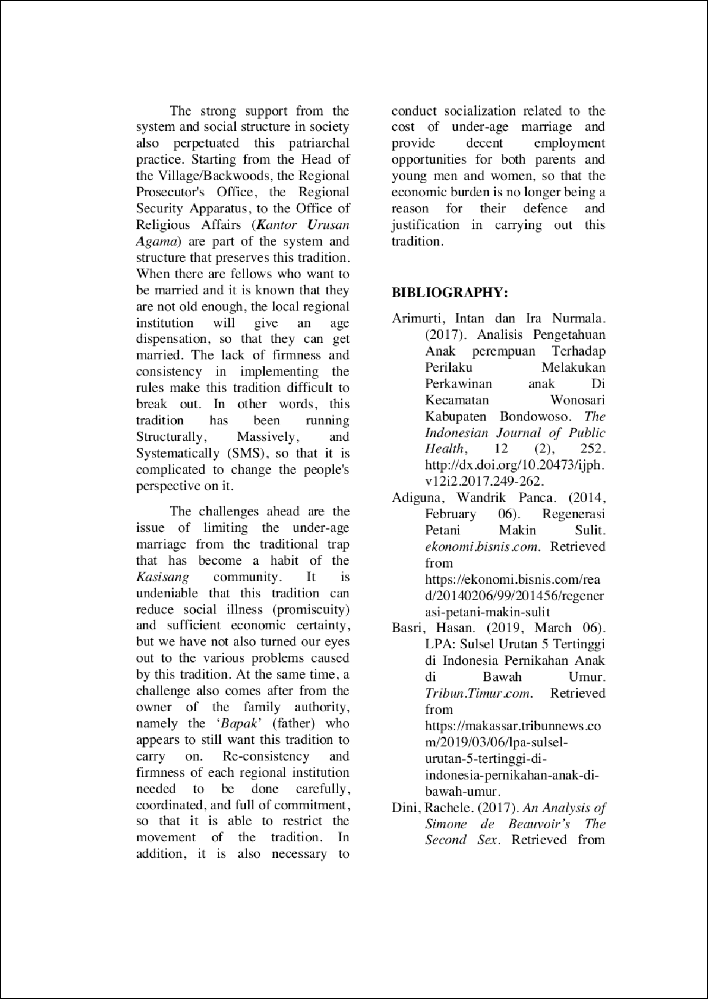 The strong support from the
system and social structure in society
also perpetuated this patriarchal
practice. Starting from the Head of
the Village/Backwoods, the Regional
Prosecutor's Office, the Regional
Security Apparatus, to the Office of
Religious Affairs (Kantor Urusan
Agama) are part of the system and
structure that preserves this tradition.
When there are fellows who want to
be married and it is known that they
are not old enough, the local regional
institution will give an age
dispensation, so that they can get
married. The lack of firmness and
consistency in implementing the
rules make this tradition difficult to
break out. In other words, this
tradition has been running
Structurally, Massively, and
Systematically (SMS), so that it is
complicated to change the people's
perspective on it.
The challenges ahead are the
issue of limiting the under-age
marriage from the traditional trap
that has become a habit of the
Kasisang community. It is
undeniable that this tradition can
reduce social illness (promiscuity)
and sufficient economic certainty,
but we have not also turned our eyes
out to the various problems caused
by this tradition. At the same time, a
challenge also comes after from the
owner of the family authority,
namely the ‘Bapak’ (father) who
appears to still want this tradition to
carry on. Re-consistency and
firmness of each regional institution
needed to be done carefully,
coordinated, and full of commitment,
so that it is able to restrict the
movement of the tradition. In
addition, it is also necessary to
conduct socialization related to the
cost of under-age marriage and
provide decent employment
opportunities for both parents and
young men and women, so that the
economic burden is no longer being a
reason for their defence and
justification in carrying out this
tradition.
BIBLIOGRAPHY:
Arimurti, Intan dan Ira Nurmala.
(2017). Analisis Pengetahuan
Anak perempuan Terhadap
Perilaku Melakukan
Perkawinan anak Di
Kecamatan Wonosari
Kabupaten Bondowoso. The
Indonesian Journal of Public
Health, 12 (2), 252.
http://dx.doi.org/10.20473/ijph.
v12i2.2017.249-262.
Adiguna, Wandrik Panca. (2014,
February 06). Regenerasi
Petani Makin Sulit.
ekonomi.bisnis.com. Retrieved
from
https://ekonomi.bisnis.com/rea
d/20140206/99/201456/regener
asi-petani-makin-sulit
Basri, Hasan. (2019, March 06).
LPA: Sulsel Urutan 5 Tertinggi
di Indonesia Pernikahan Anak
di Bawah Umur.
Tribun.Timur.com. Retrieved
from
https://makassar.tribunnews.co
m/2019/03/06/lpa-sulsel-
urutan-5-tertinggi-di-
indonesia-pernikahan-anak-di-
bawah-umur.
Dini, Rachele. (2017). An Analysis of
Simone de Beauvoir’s The
Second Sex. Retrieved from